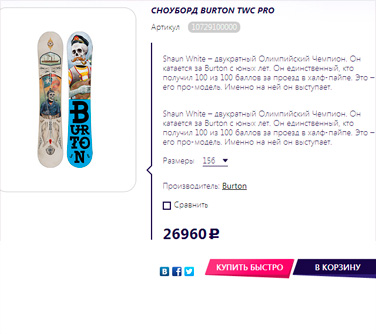 СНОУБОРД BURTON TWC PRO
Артикул 10729100000
Shaun White – двукратный Олимпийский Чемпион. Он
катается за Burton с юных лет. Он единственный, кто
получил 100 из 100 баллов за проезд в халф-пайпе. Это –
его про-модель. Именно на ней он выступает.
Shaun White – двукратный Олимпийский Чемпион. Он
катается за Burton с юных лет. Он единственный, кто
получил 100 из 100 баллов за проезд в халф-пайпе. Это –
его про-модель. Именно на ней он выступает.
Размеры 156
Производитель: Burton
Сравнить
26960 ₽
КУПИТЬ БЫСТРО
В КОРЗИНУ
BURTON